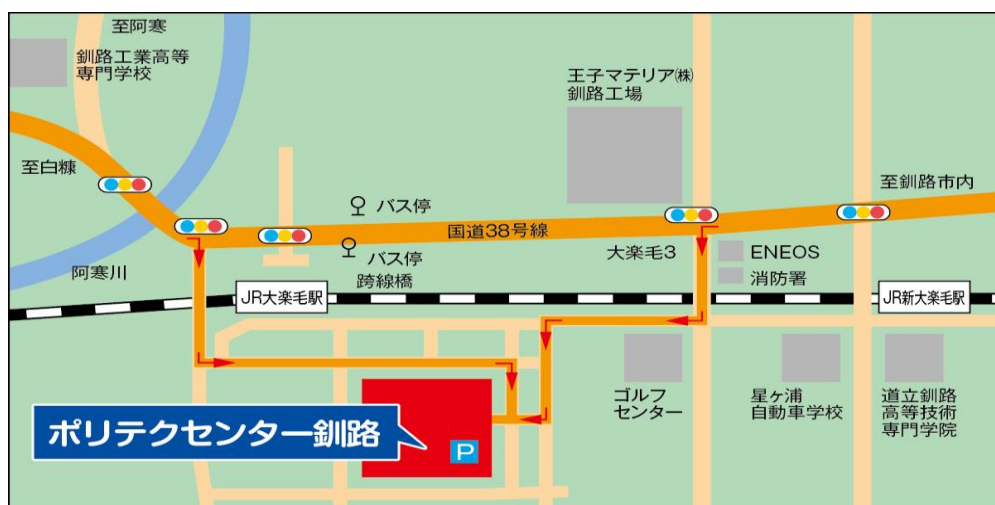 至阿寒
釧路工業高等
専門学校
王子マテリア㈱
釧路工場
至白糠
至釧路市内
バス停
国道38号線
バス停
跨線橋
大楽毛3
ENEOS
消防署
阿寒川
JR大楽毛駅
JR新大楽毛駅
ゴルフ
センター
星ヶ浦
自動車学校
道立釧路
高等技術
専門学院
ポリテクセンター釧路
P